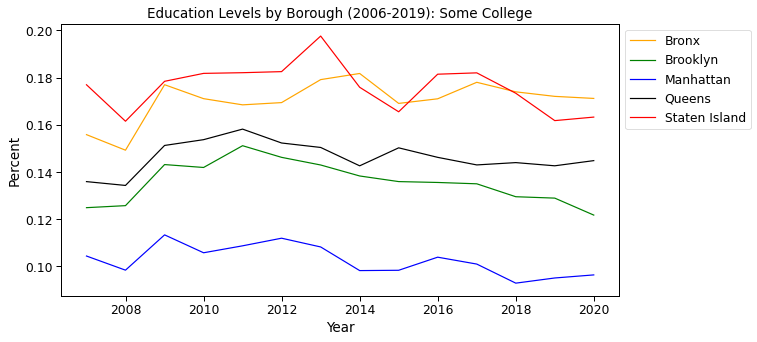 Education Levels by Borough (2006-2019): Some College
0.20
0.18
0.16
0.14
0.12
0.10
Percent
2008 2010 2012 2014 2016 2018 2020
Year
Bronx
Brooklyn
Manhattan
Queens
Staten Island